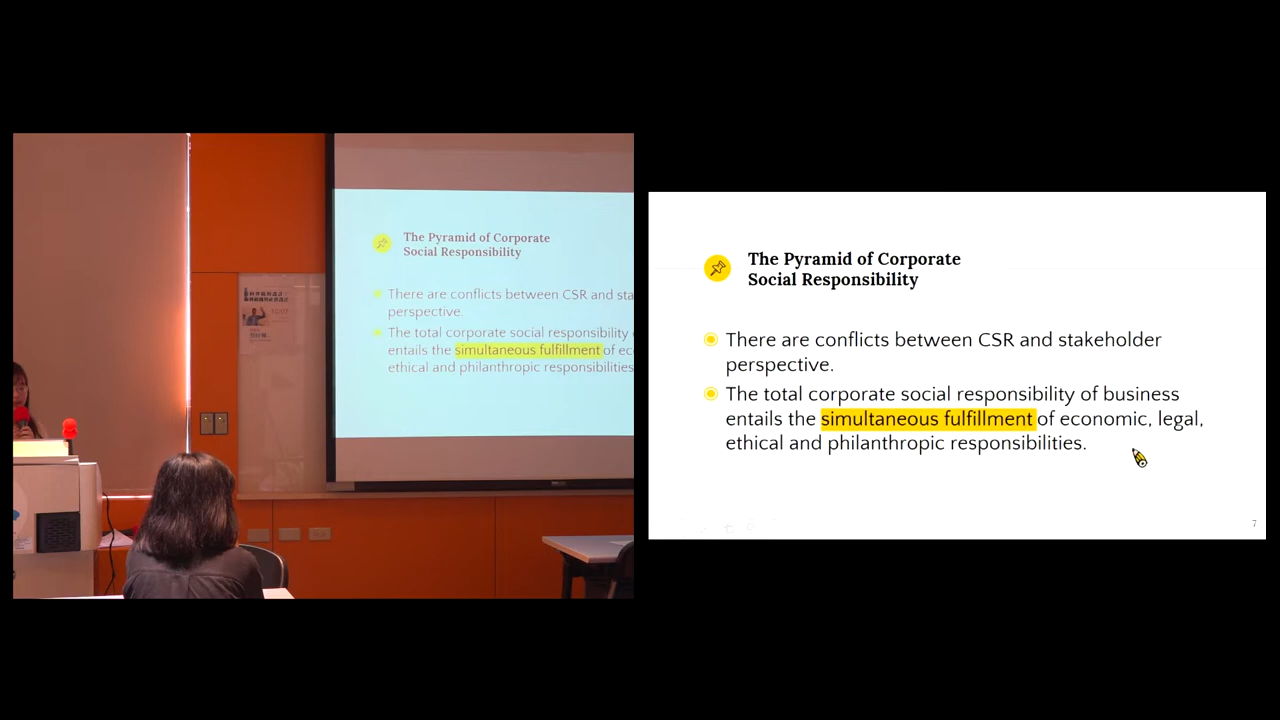 The Pyramid of Corporate
Social Responsibility
There are conflicts between CSR and sta
perspective.
The total corporate social responsibility
entails the simultaneous fulfillment of ec
ethical and philanthropic responsibilities
The Pyramid of Corporate
Social Responsibility
There are conflicts between CSR and stakeholder
perspective.
The total corporate social responsibility of business
entails the simultaneous fulfillment of economic, legal,
ethical and philanthropic responsibilities.
7